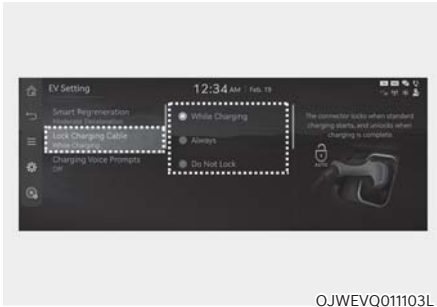 EV Setting
12:34 AM Feb. 19
Smart Regeneration
Moderate Deceleration
Lock Charging Cable
While Charging
Charging Voice Prompts
Off
While Charging
Always
Do Not Lock
The connector locks when standard
charging starts, and unlocks when
charging is complete.
AUTO
OJWEVQ011103L